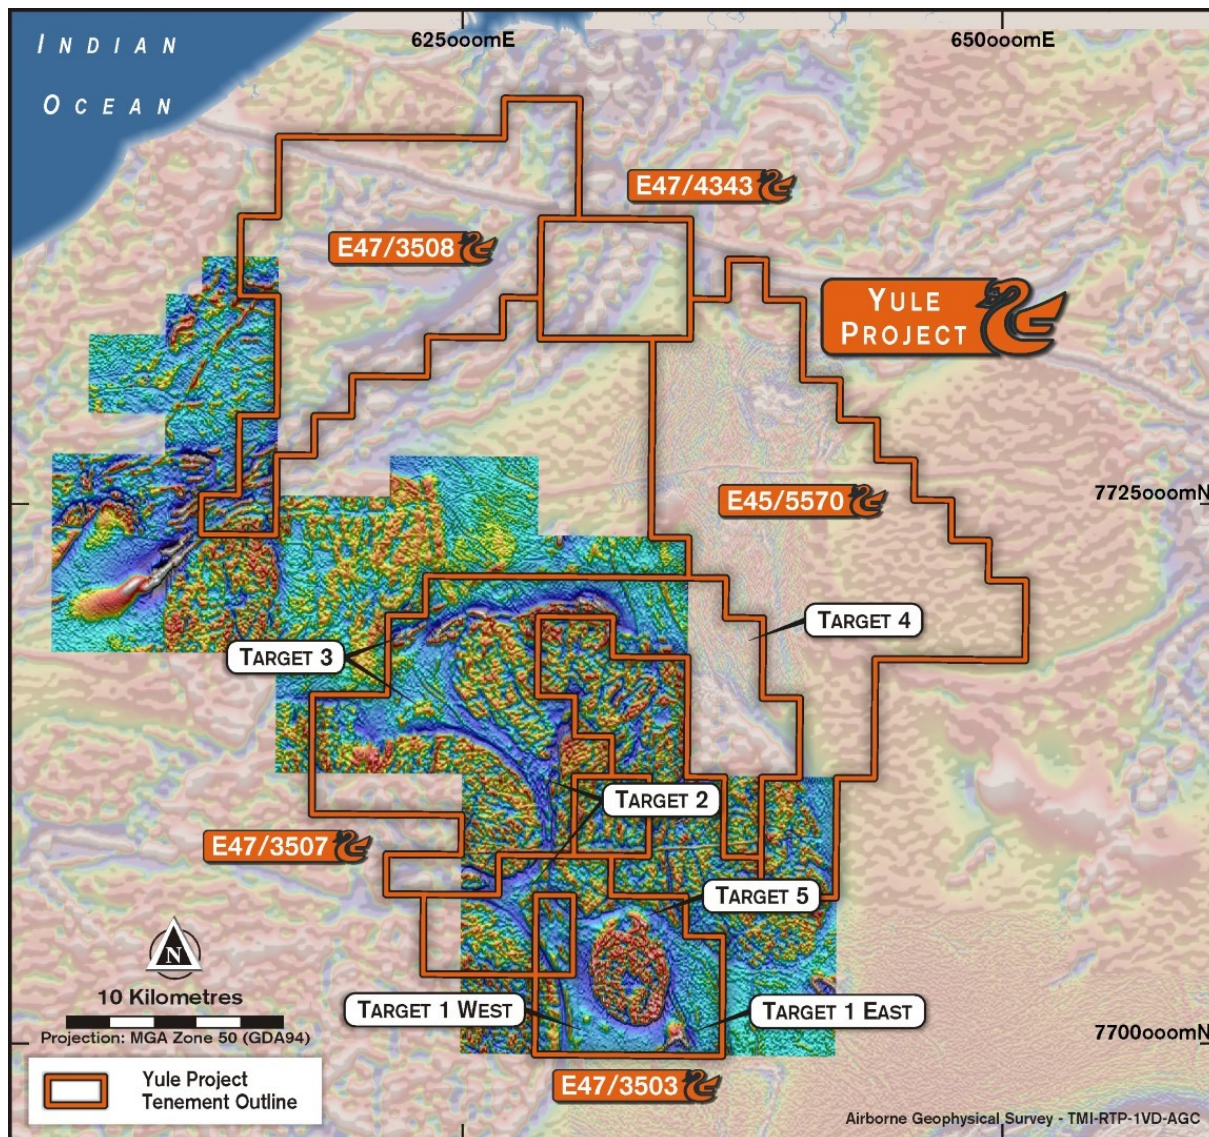 INDIAN
OCEAN
625000mE
650000mE
E47/4343
E47/3508
YULE
PROJECT
7725000mN
E45/5570
TARGET 4
TARGET 3
TARGET 2
E47/3507
TARGET 5
N
10 Kilometres
TARGET 1 WEST
TARGET 1 EAST
Projection: MGA Zone 50 (GDA94)
7700000mN
Yule Project
Tenement Outline
E47/3503
Airborne Geophysical Survey - TMI-RTP-1VD-AGC